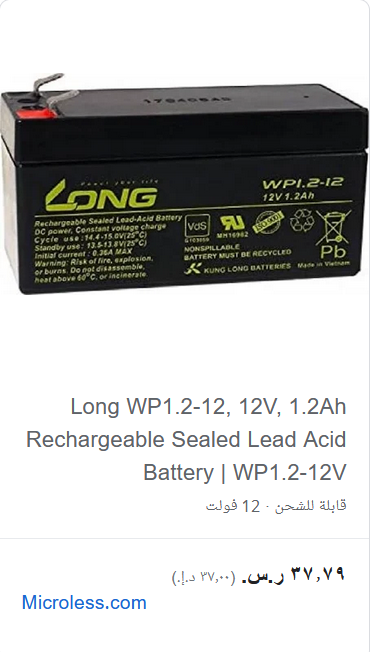 Power your life
LONG
WP1.2-12
12V 1.2Ah
Rechargeable Sealed Lead-Acid Battery
DC power, Constant voltage charge
Cycle use : 14.4-15.0V(25°C)
Standby use : 13.5-13.8V(25°C)
Initial current : 0.36A MAX
Warning: Risk of fire, explosion,
or burns. Do not disassemble,
heat above 60°C, or incinerate.
VdS
MH16982
ISO9001
NONSPILLABLE
BATTERY MUST BE RECYCLED
KUNG LONG BATTERIES
Made in Vietnam
Pb
Long WP1.2-12, 12V, 1.2Ah
Rechargeable Sealed Lead Acid
Battery | WP1.2-12V
قابلة للشحن · 12 فولت
٣٧,٧٩ ر.س. (٣٧,٠٠ د.إ.)
Microless.com